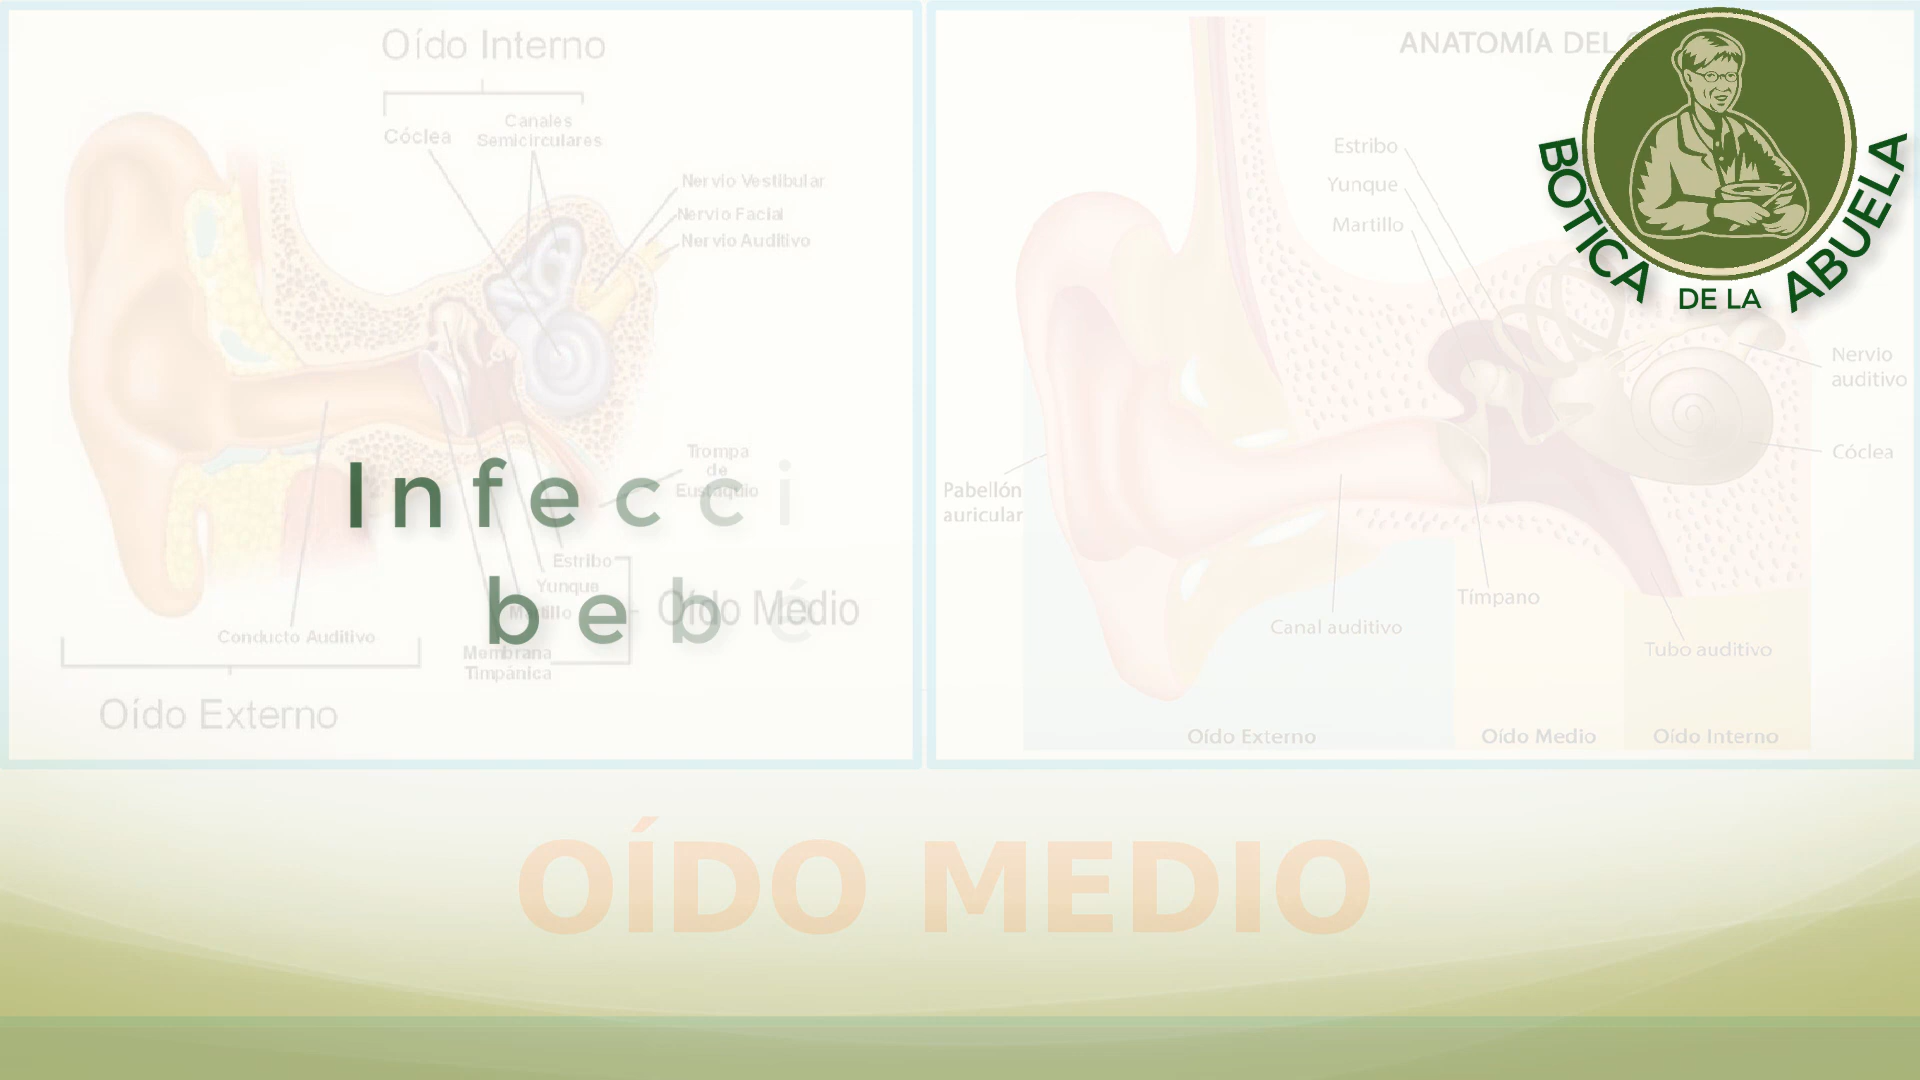 Oído Interno
Cóclea
Canales
Semicirculares
Nervio Vestibular
Nervio Facial
Nervio Auditivo
Trompa
de
Eustaquio
Estribo
Yunque
Martillo
Oído Medio
Membrana
Timpánica
Conducto Auditivo
Oído Externo
Infecci
bebé
ANATOMÍA DEL
Estribo
Yunque
Martillo
Nervio
auditivo
Cóclea
Pabellón
auricular
Tímpano
Canal auditivo
Tubo auditivo
Oído Externo
Oído Medio
Oído Interno
BOTICA
DE LA
ABUELA
OÍDO MEDIO